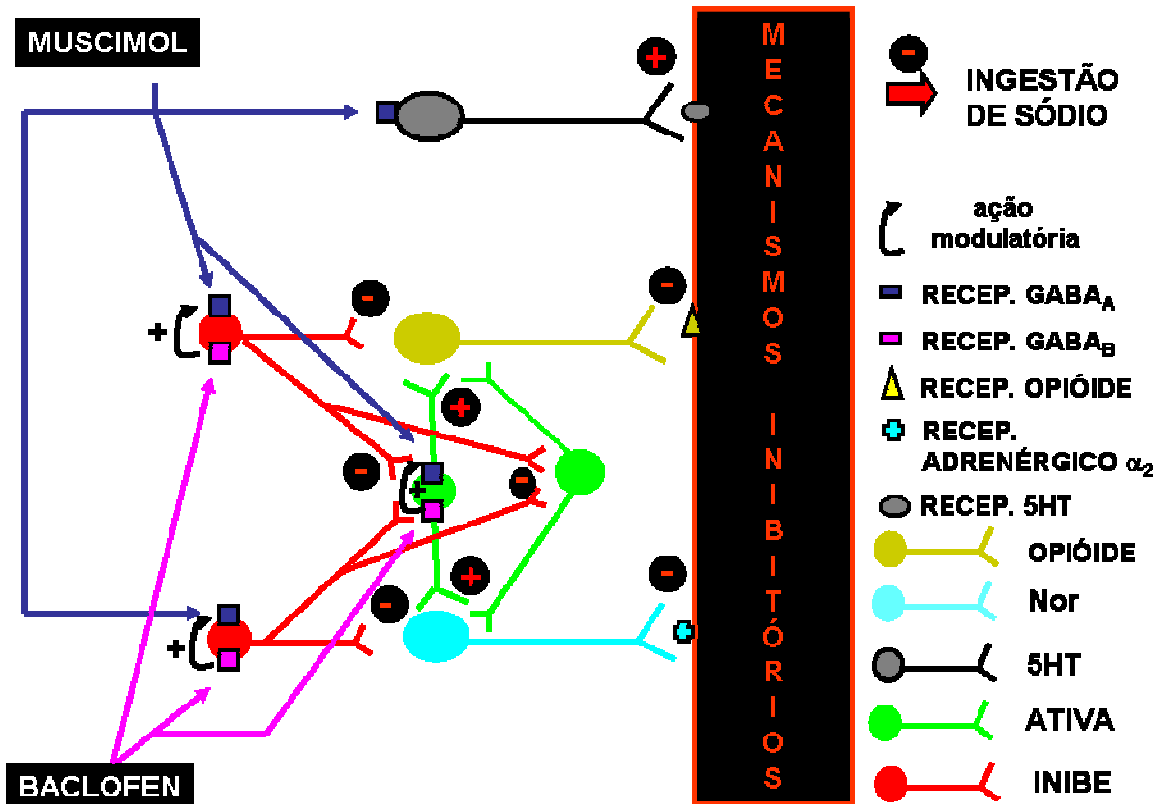 MUSCIMOL
BACLOFEN
+
-
-
+
-
-
+
-
+
+
-
-
+
MECANISMOS INIBITÓRIOS
-
INGESTÃO
DE SÓDIO
ação
modulatória
RECEP. GABAA
RECEP. GABAB
RECEP. OPIÓIDE
RECEP.
ADRENÉRGICO α2
RECEP. 5HT
OPIÓIDE
Nor
5HT
ATIVA
INIBE